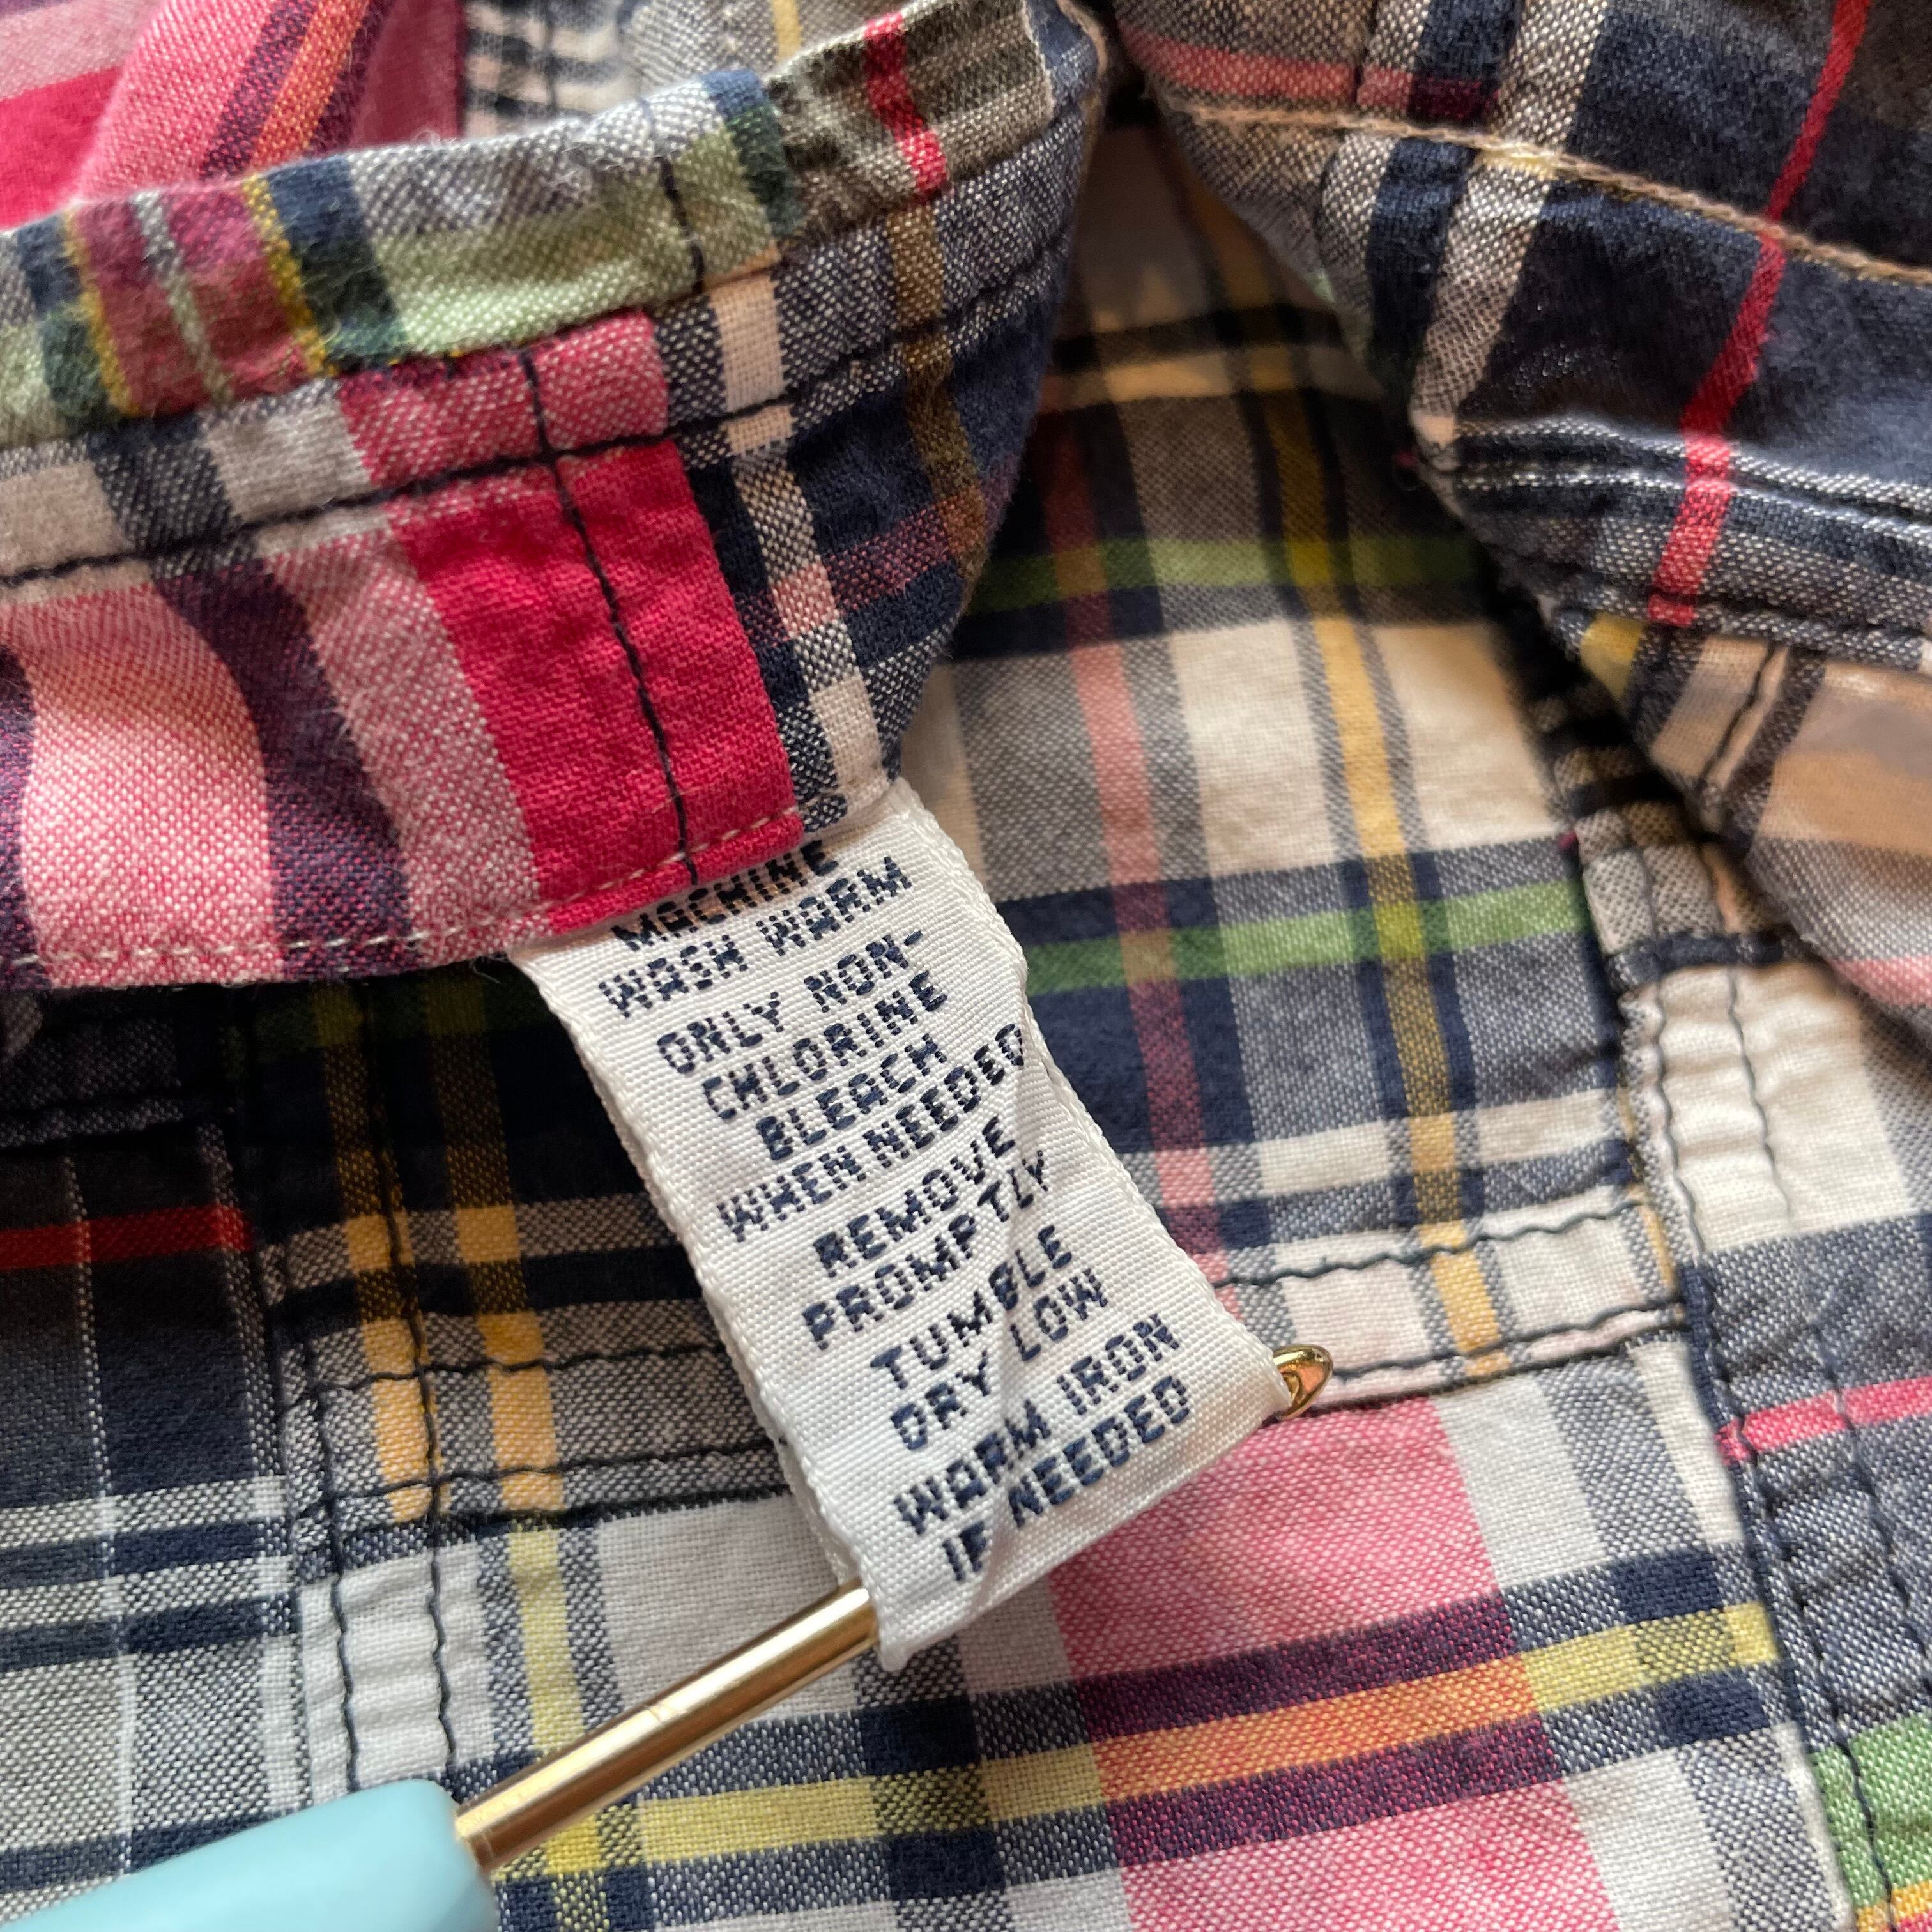 MACHINE
WASH WARM
ONLY NON-
CHLORINE
BLEACH
WHEN NEEDED
REMOVE
PROMPTLY
TUMBLE
DRY LOW
WARM IRON
IF NEEDED